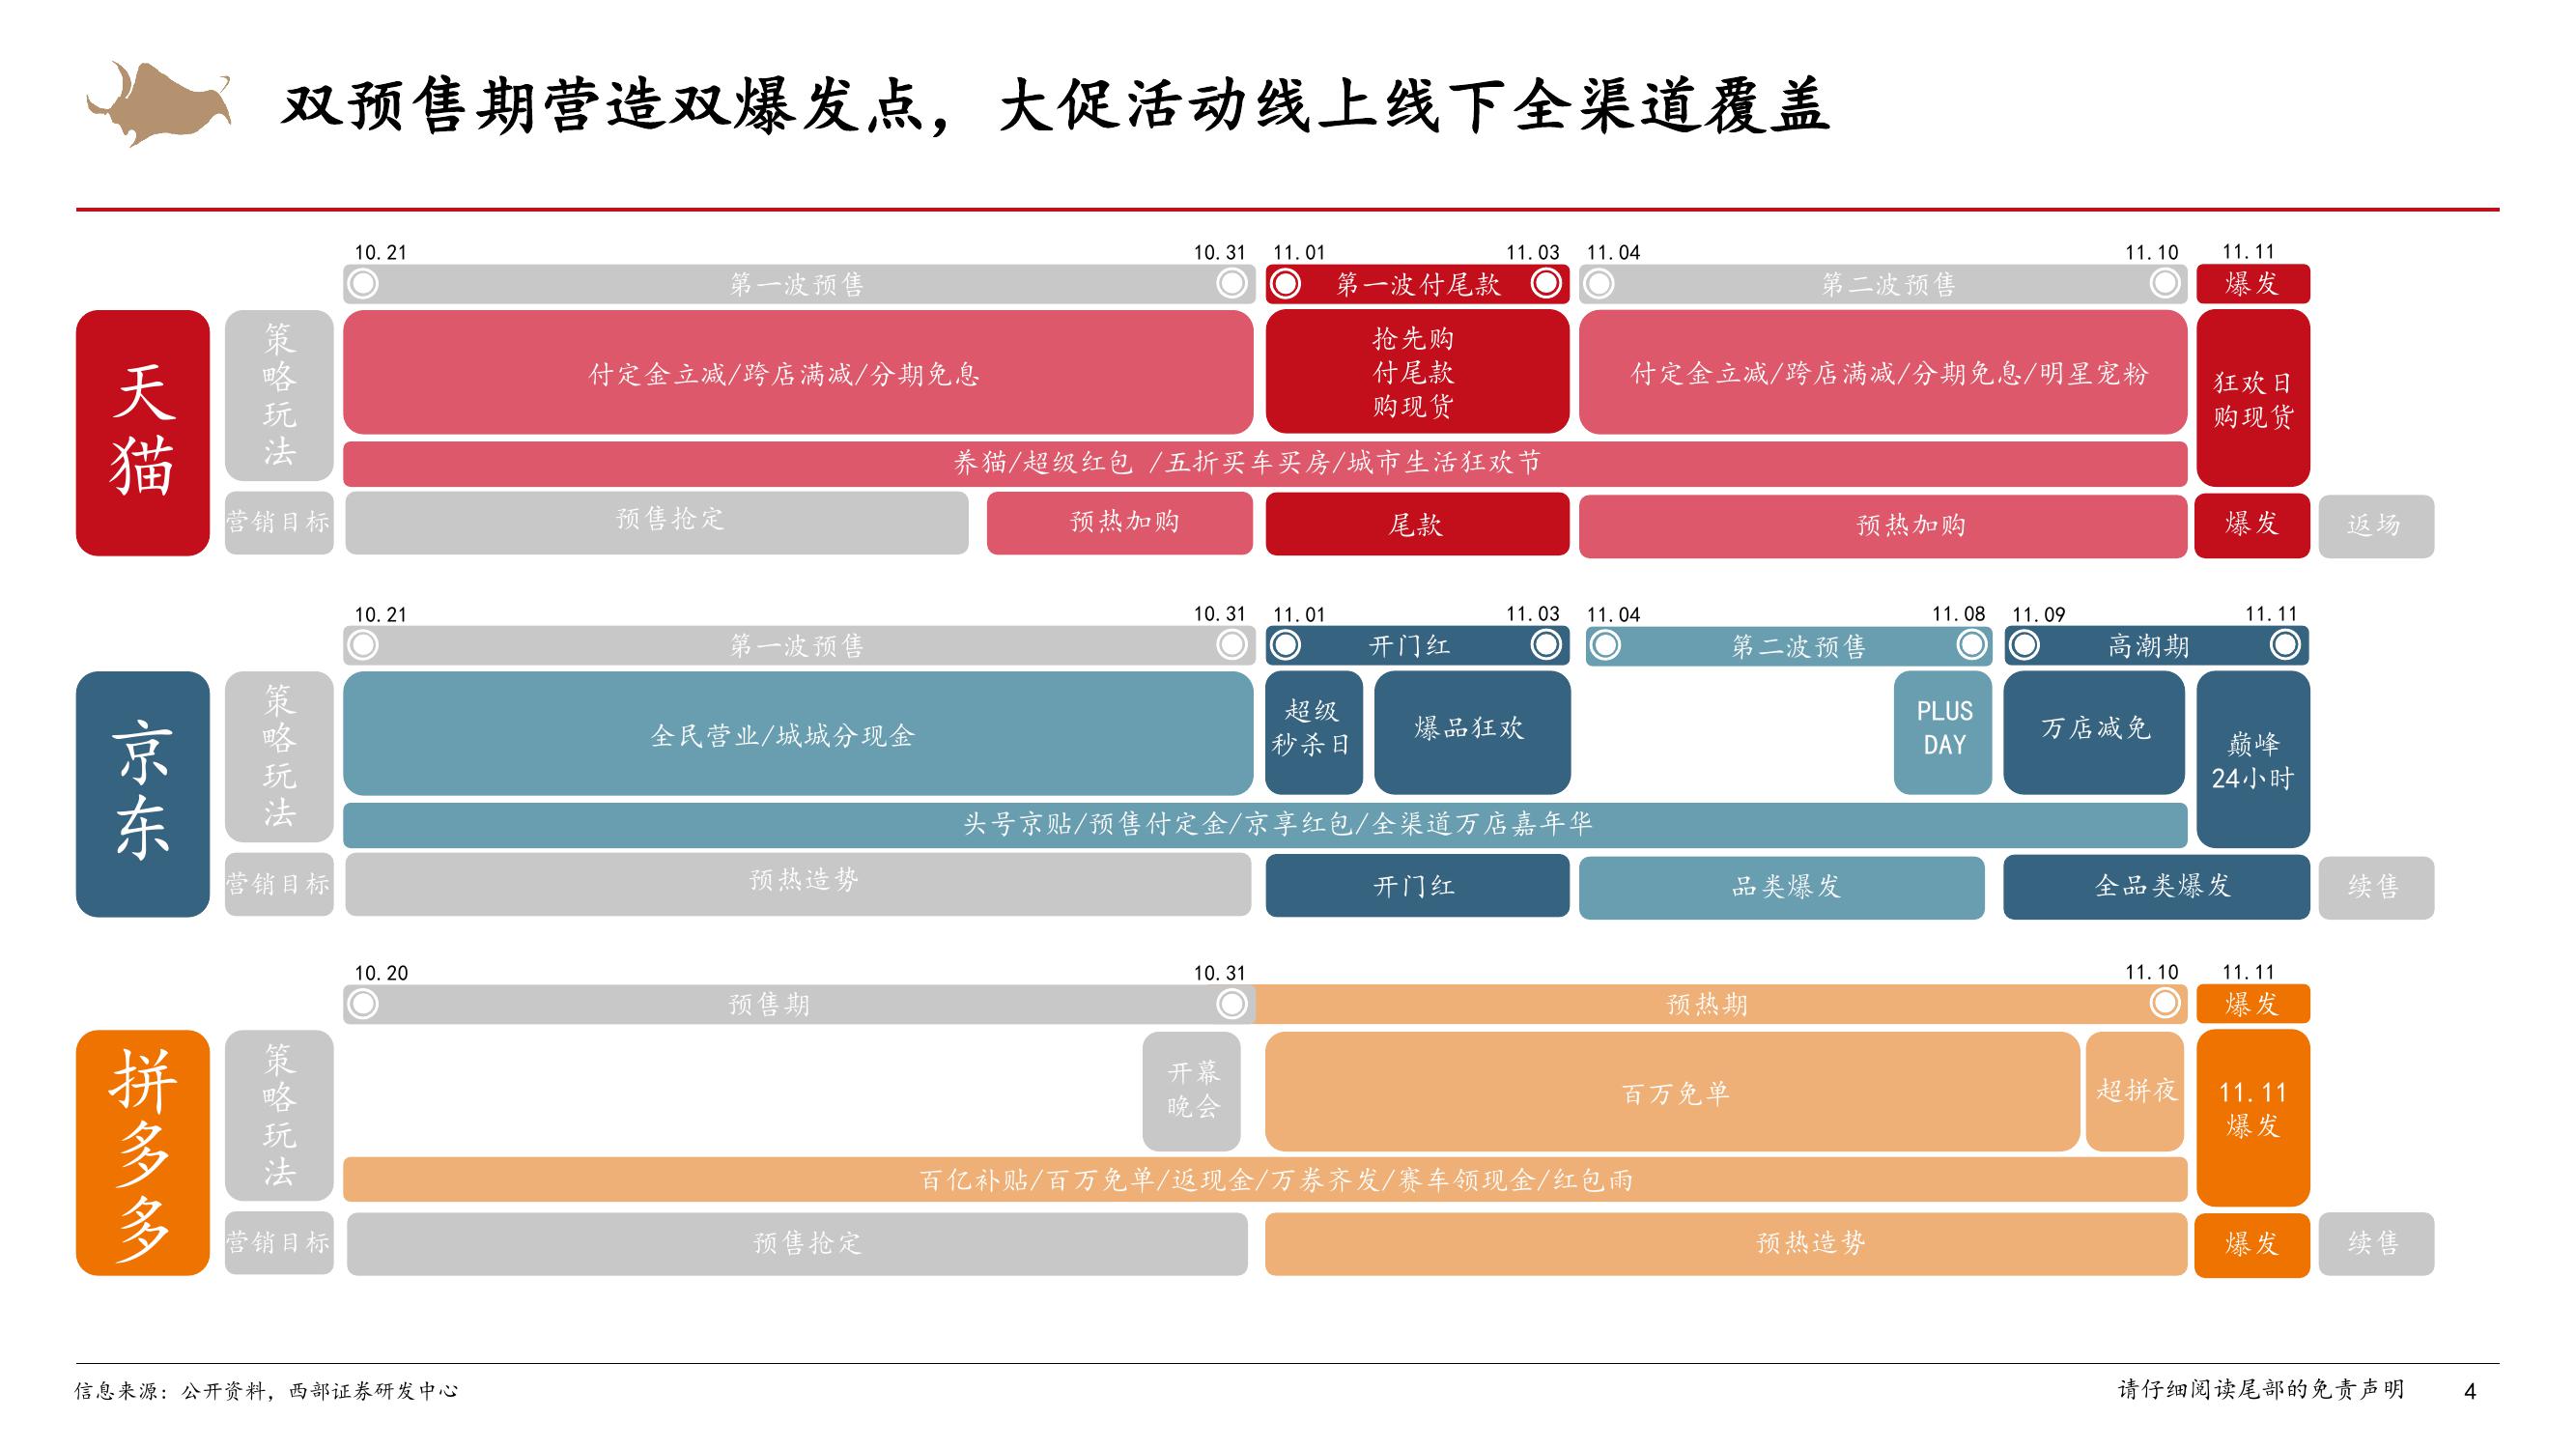 双预售期营造双爆发点，大促活动线上线下全渠道覆盖
10.21
10.31
11.01
11.03
11.04
11.10
11.11
第一波预售
第一波付尾款
第二波预售
爆发
天猫
策略玩法
付定金立减/跨店满减/分期免息
抢先购
付尾款
购现货
付定金立减/跨店满减/分期免息/明星宠粉
狂欢日
购现货
养猫/超级红包 /五折买车买房/城市生活狂欢节
营销目标
预售抢定
预热加购
尾款
预热加购
爆发
返场
10.21
10.31
11.01
11.03
11.04
11.08
11.09
11.11
第一波预售
开门红
第二波预售
高潮期
京东
策略玩法
全民营业/城城分现金
超级
秒杀日
爆品狂欢
PLUS
DAY
万店减免
巅峰
24小时
头号京贴/预售付定金/京享红包/全渠道万店嘉年华
营销目标
预热造势
开门红
品类爆发
全品类爆发
续售
10.20
10.31
11.10
11.11
预售期
预热期
爆发
拼多多
策略玩法
开幕
晚会
百万免单
超拼夜
11.11
爆发
百亿补贴/百万免单/返现金/万券齐发/赛车领现金/红包雨
营销目标
预售抢定
预热造势
爆发
续售
信息来源：公开资料，西部证券研发中心
请仔细阅读尾部的免责声明
4